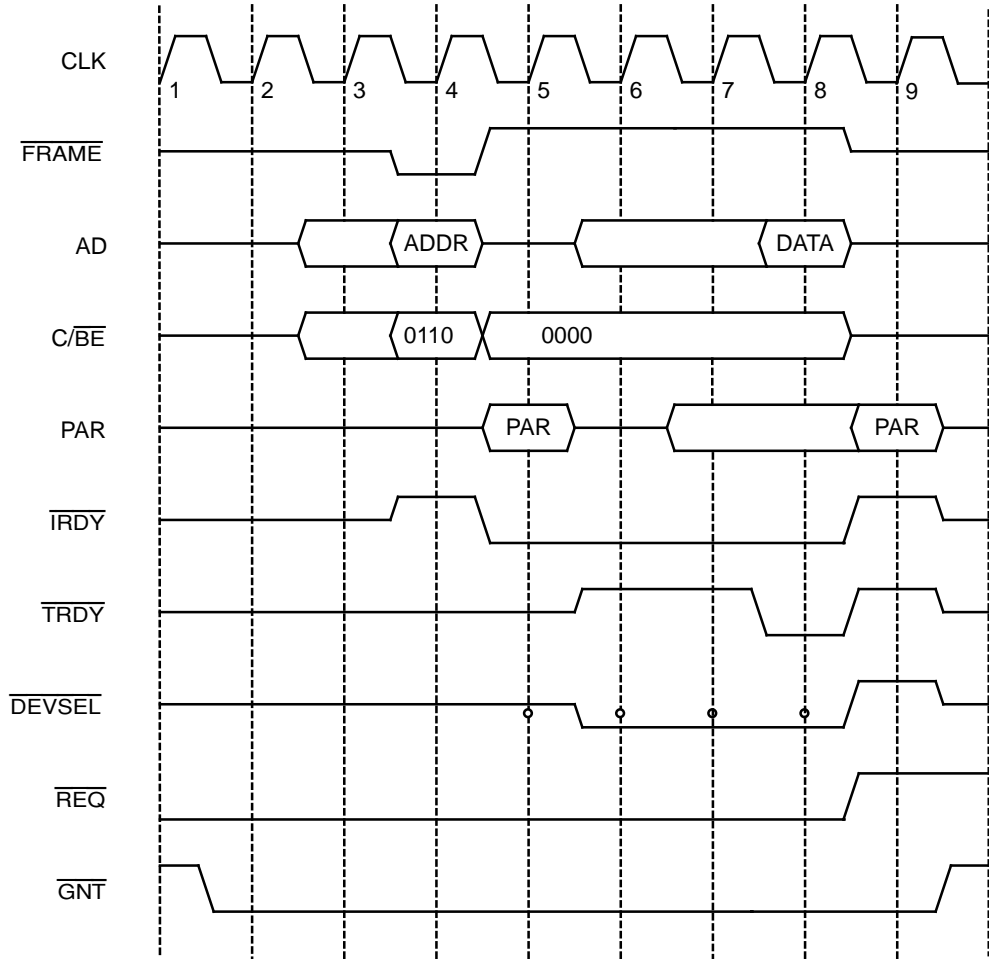 CLK
1 2 3 4 5 6 7 8 9
FRAME
AD
ADDR DATA
C/BE
0110 0000
PAR
PAR PAR
IRDY
TRDY
DEVSEL
REQ
GNT